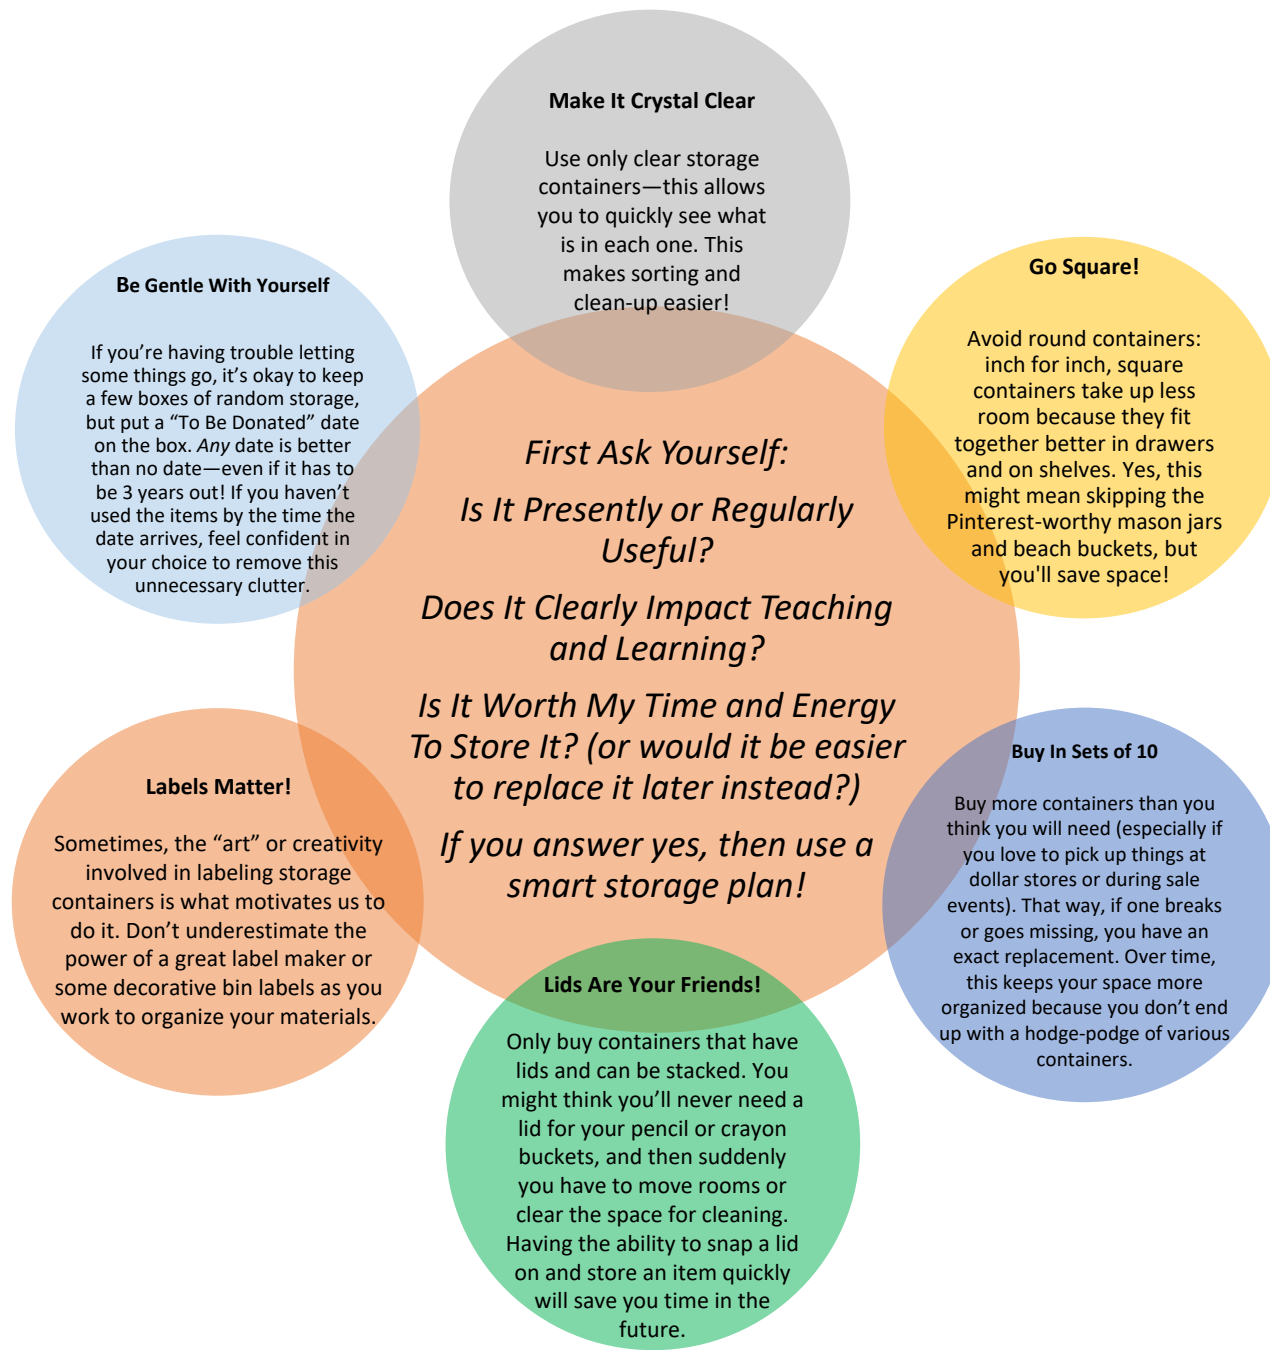 Make It Crystal Clear
Use only clear storage
containers—this allows
you to quickly see what
is in each one. This
makes sorting and
clean-up easier!
Go Square!
Avoid round containers:
inch for inch, square
containers take up less
room because they fit
together better in drawers
and on shelves. Yes, this
might mean skipping the
Pinterest-worthy mason jars
and beach buckets, but
you'll save space!
Buy In Sets of 10
Buy more containers than you
think you will need (especially if
you love to pick up things at
dollar stores or during sale
events). That way, if one breaks
or goes missing, you have an
exact replacement. Over time,
this keeps your space more
organized because you don’t end
up with a hodge-podge of various
containers.
Lids Are Your Friends!
Only buy containers that have
lids and can be stacked. You
might think you’ll never need a
lid for your pencil or crayon
buckets, and then suddenly
you have to move rooms or
clear the space for cleaning.
Having the ability to snap a lid
on and store an item quickly
will save you time in the
future.
Labels Matter!
Sometimes, the “art” or creativity
involved in labeling storage
containers is what motivates us to
do it. Don’t underestimate the
power of a great label maker or
some decorative bin labels as you
work to organize your materials.
Be Gentle With Yourself
If you’re having trouble letting
some things go, it’s okay to keep
a few boxes of random storage,
but put a “To Be Donated” date
on the box. Any date is better
than no date—even if it has to
be 3 years out! If you haven’t
used the items by the time the
date arrives, feel confident in
your choice to remove this
unnecessary clutter.
First Ask Yourself:
Is It Presently or Regularly
Useful?
Does It Clearly Impact Teaching
and Learning?
Is It Worth My Time and Energy
To Store It? (or would it be easier
to replace it later instead?)
If you answer yes, then use a
smart storage plan!